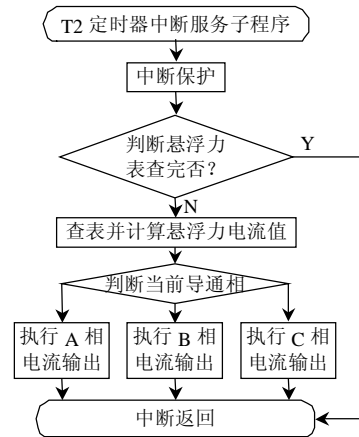 T2 定时器中断服务子程序
中断保护
判断悬浮力
表查完否？
Y
N
查表并计算悬浮力电流值
判断当前导通相
执行 A 相
电流输出
执行 B 相
电流输出
执行 C 相
电流输出
中断返回